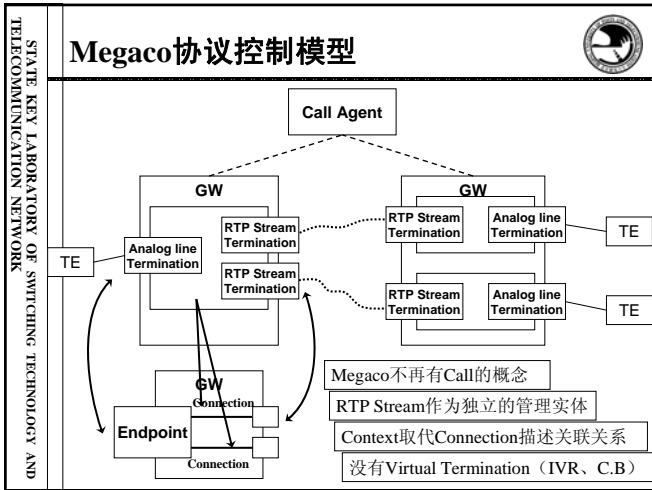 Megaco协议控制模型
STATE KEY LABORATORY OF SWITCHING TECHNOLOGY AND
TELECOMMUNICATION NETWORK
Call Agent
GW
GW
RTP Stream
Termination
Analog line
Termination
RTP Stream
Termination
RTP Stream
Termination
Analog line
Termination
TE
TE
RTP Stream
Termination
Analog line
Termination
TE
GW
Connection
Endpoint
Connection
Megaco不再有Call的概念
RTP Stream作为独立的管理实体
Context取代Connection描述关联关系
没有Virtual Termination（IVR、C.B）